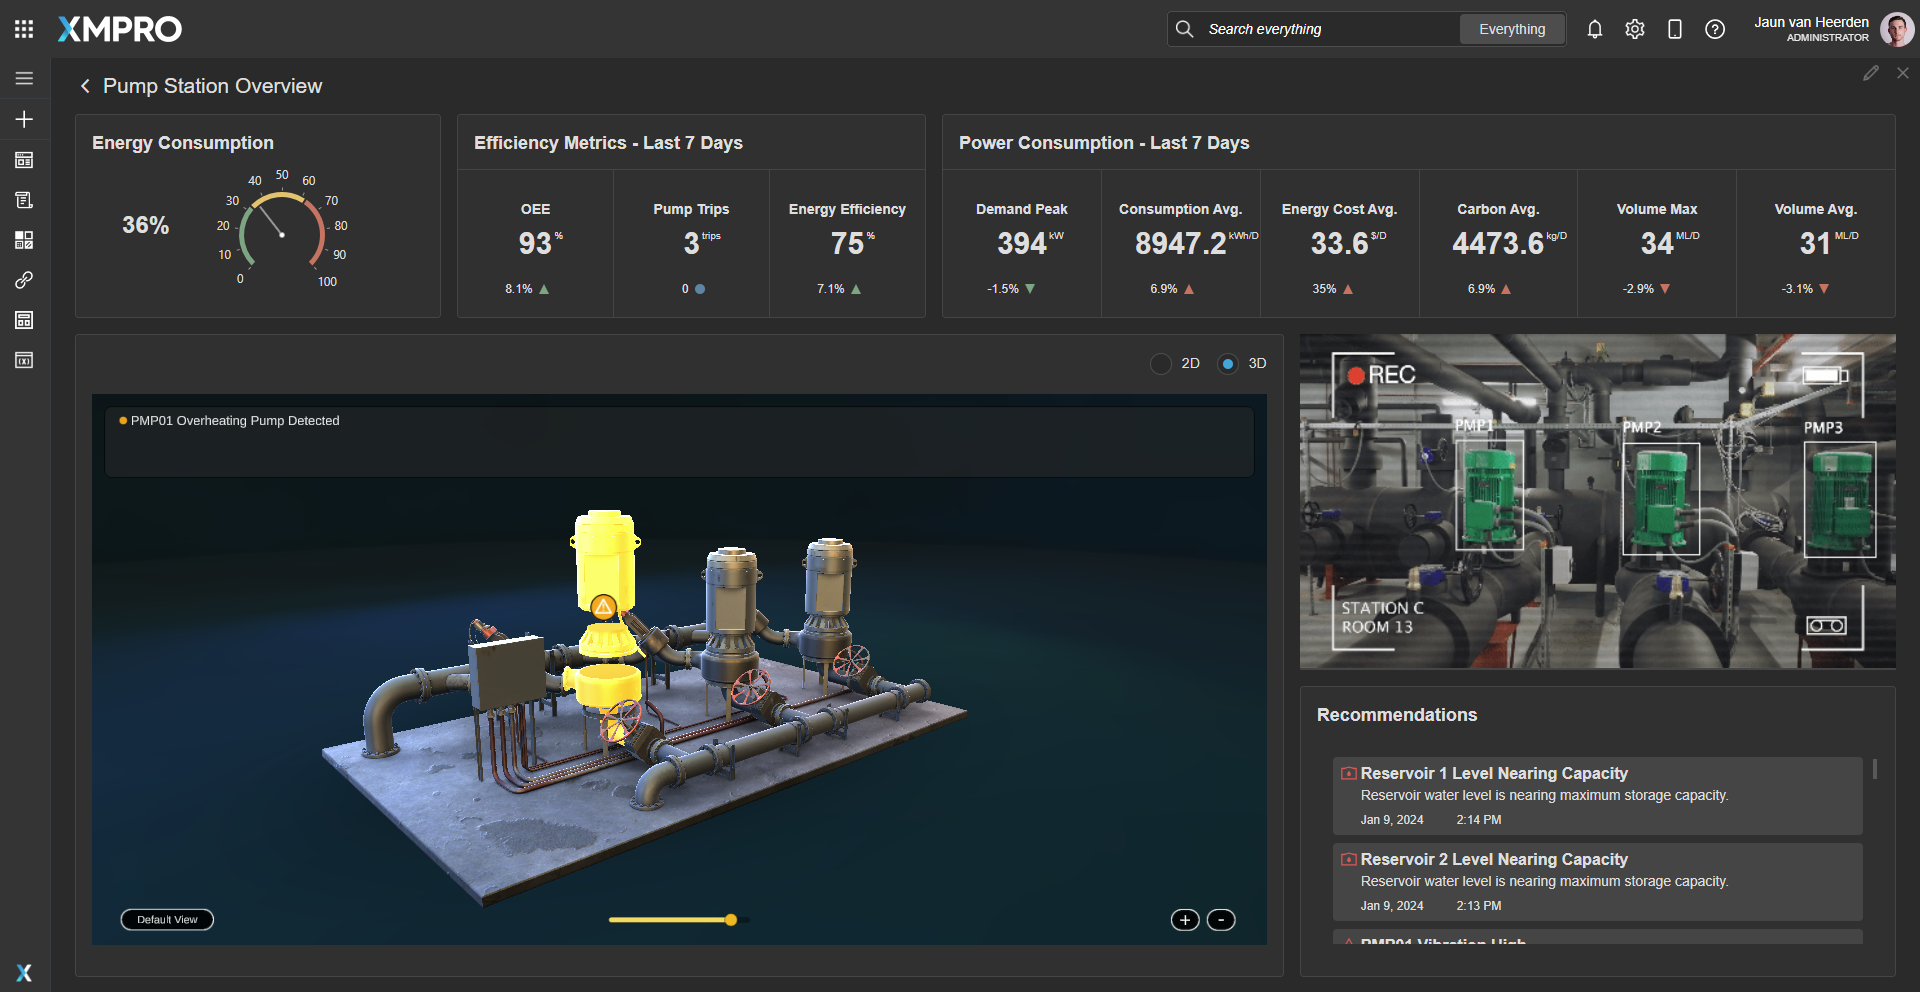 XMPRO
Search everything
Everything
Jaun van Heerden
ADMINISTRATOR
Pump Station Overview
Energy Consumption
36%
0
10
20
30
40
50
60
70
80
90
100
Efficiency Metrics - Last 7 Days
OEE
93 %
8.1%
Pump Trips
3 trips
0
Energy Efficiency
75 %
7.1%
Power Consumption - Last 7 Days
Demand Peak
394 kW
-1.5%
Consumption Avg.
8947.2 kWh/D
6.9%
Energy Cost Avg.
33.6 $/D
35%
Carbon Avg.
4473.6 kg/D
6.9%
Volume Max
34 ML/D
-2.9%
Volume Avg.
31 ML/D
-3.1%
2D
3D
PMP01 Overheating Pump Detected
Default View
+
-
REC
PMP1
PMP2
PMP3
STATION C
ROOM 13
Recommendations
Reservoir 1 Level Nearing Capacity
Reservoir water level is nearing maximum storage capacity.
Jan 9, 2024 2:14 PM
Reservoir 2 Level Nearing Capacity
Reservoir water level is nearing maximum storage capacity.
Jan 9, 2024 2:13 PM
PMP01 Vibration High